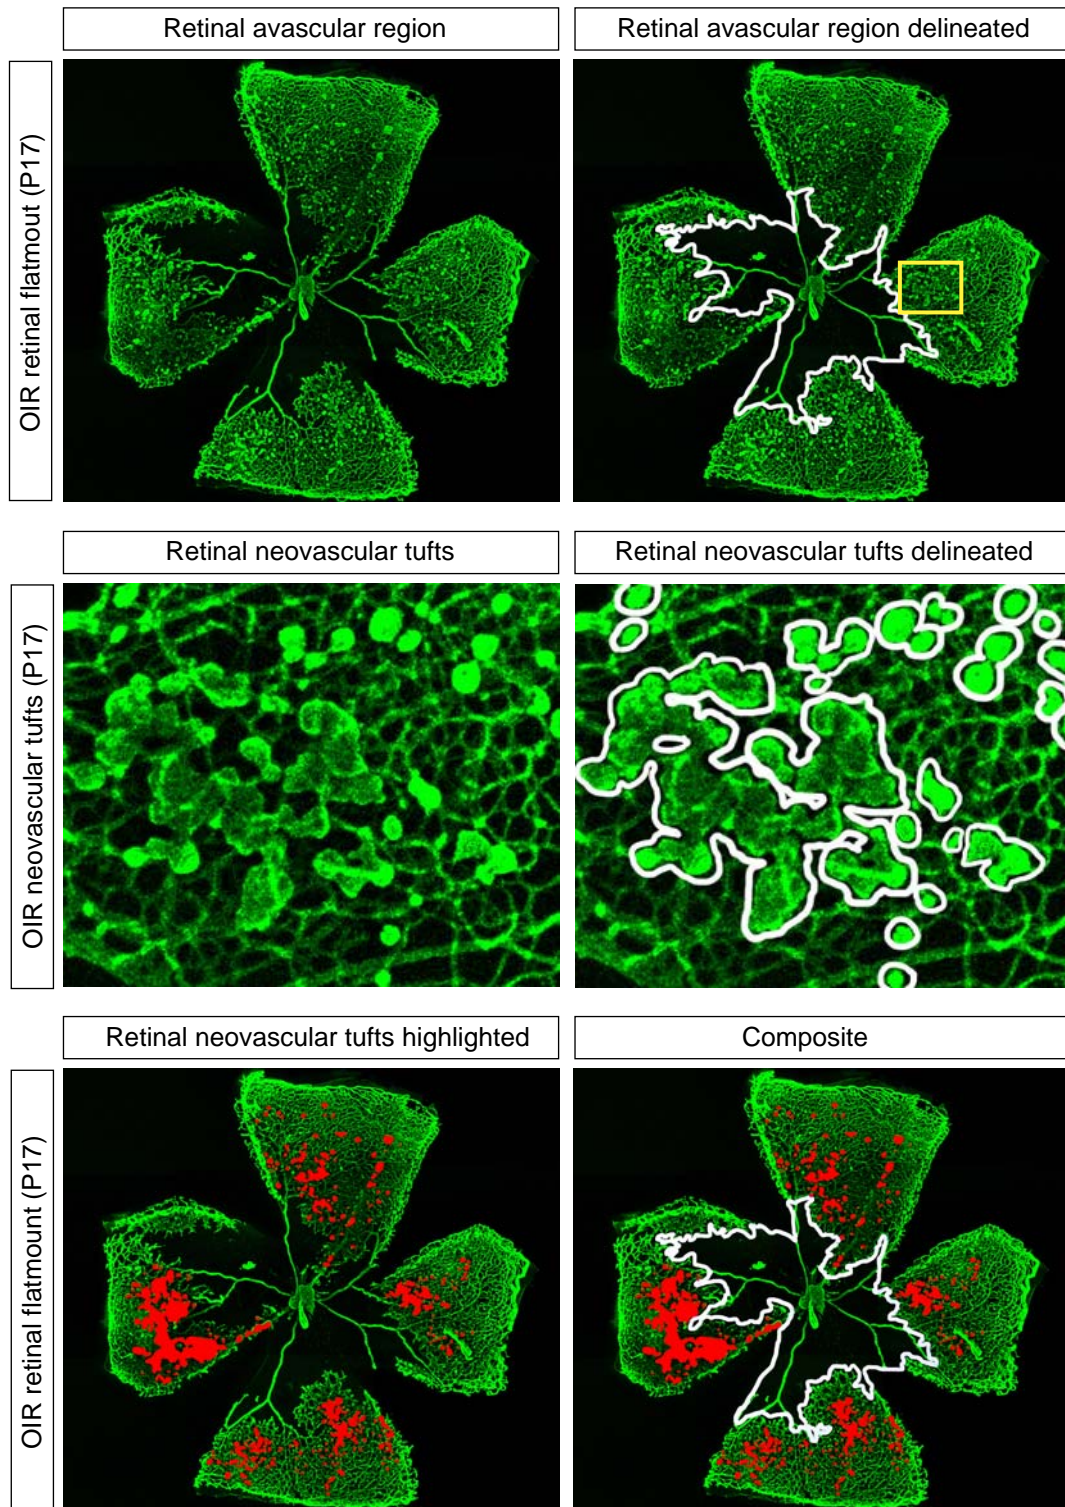 Retinal avascular region
Retinal avascular region delineated
OIR retinal flatmout (P17)
Retinal neovascular tufts
Retinal neovascular tufts delineated
OIR neovascular tufts (P17)
Retinal neovascular tufts highlighted
Composite
OIR retinal flatmount (P17)